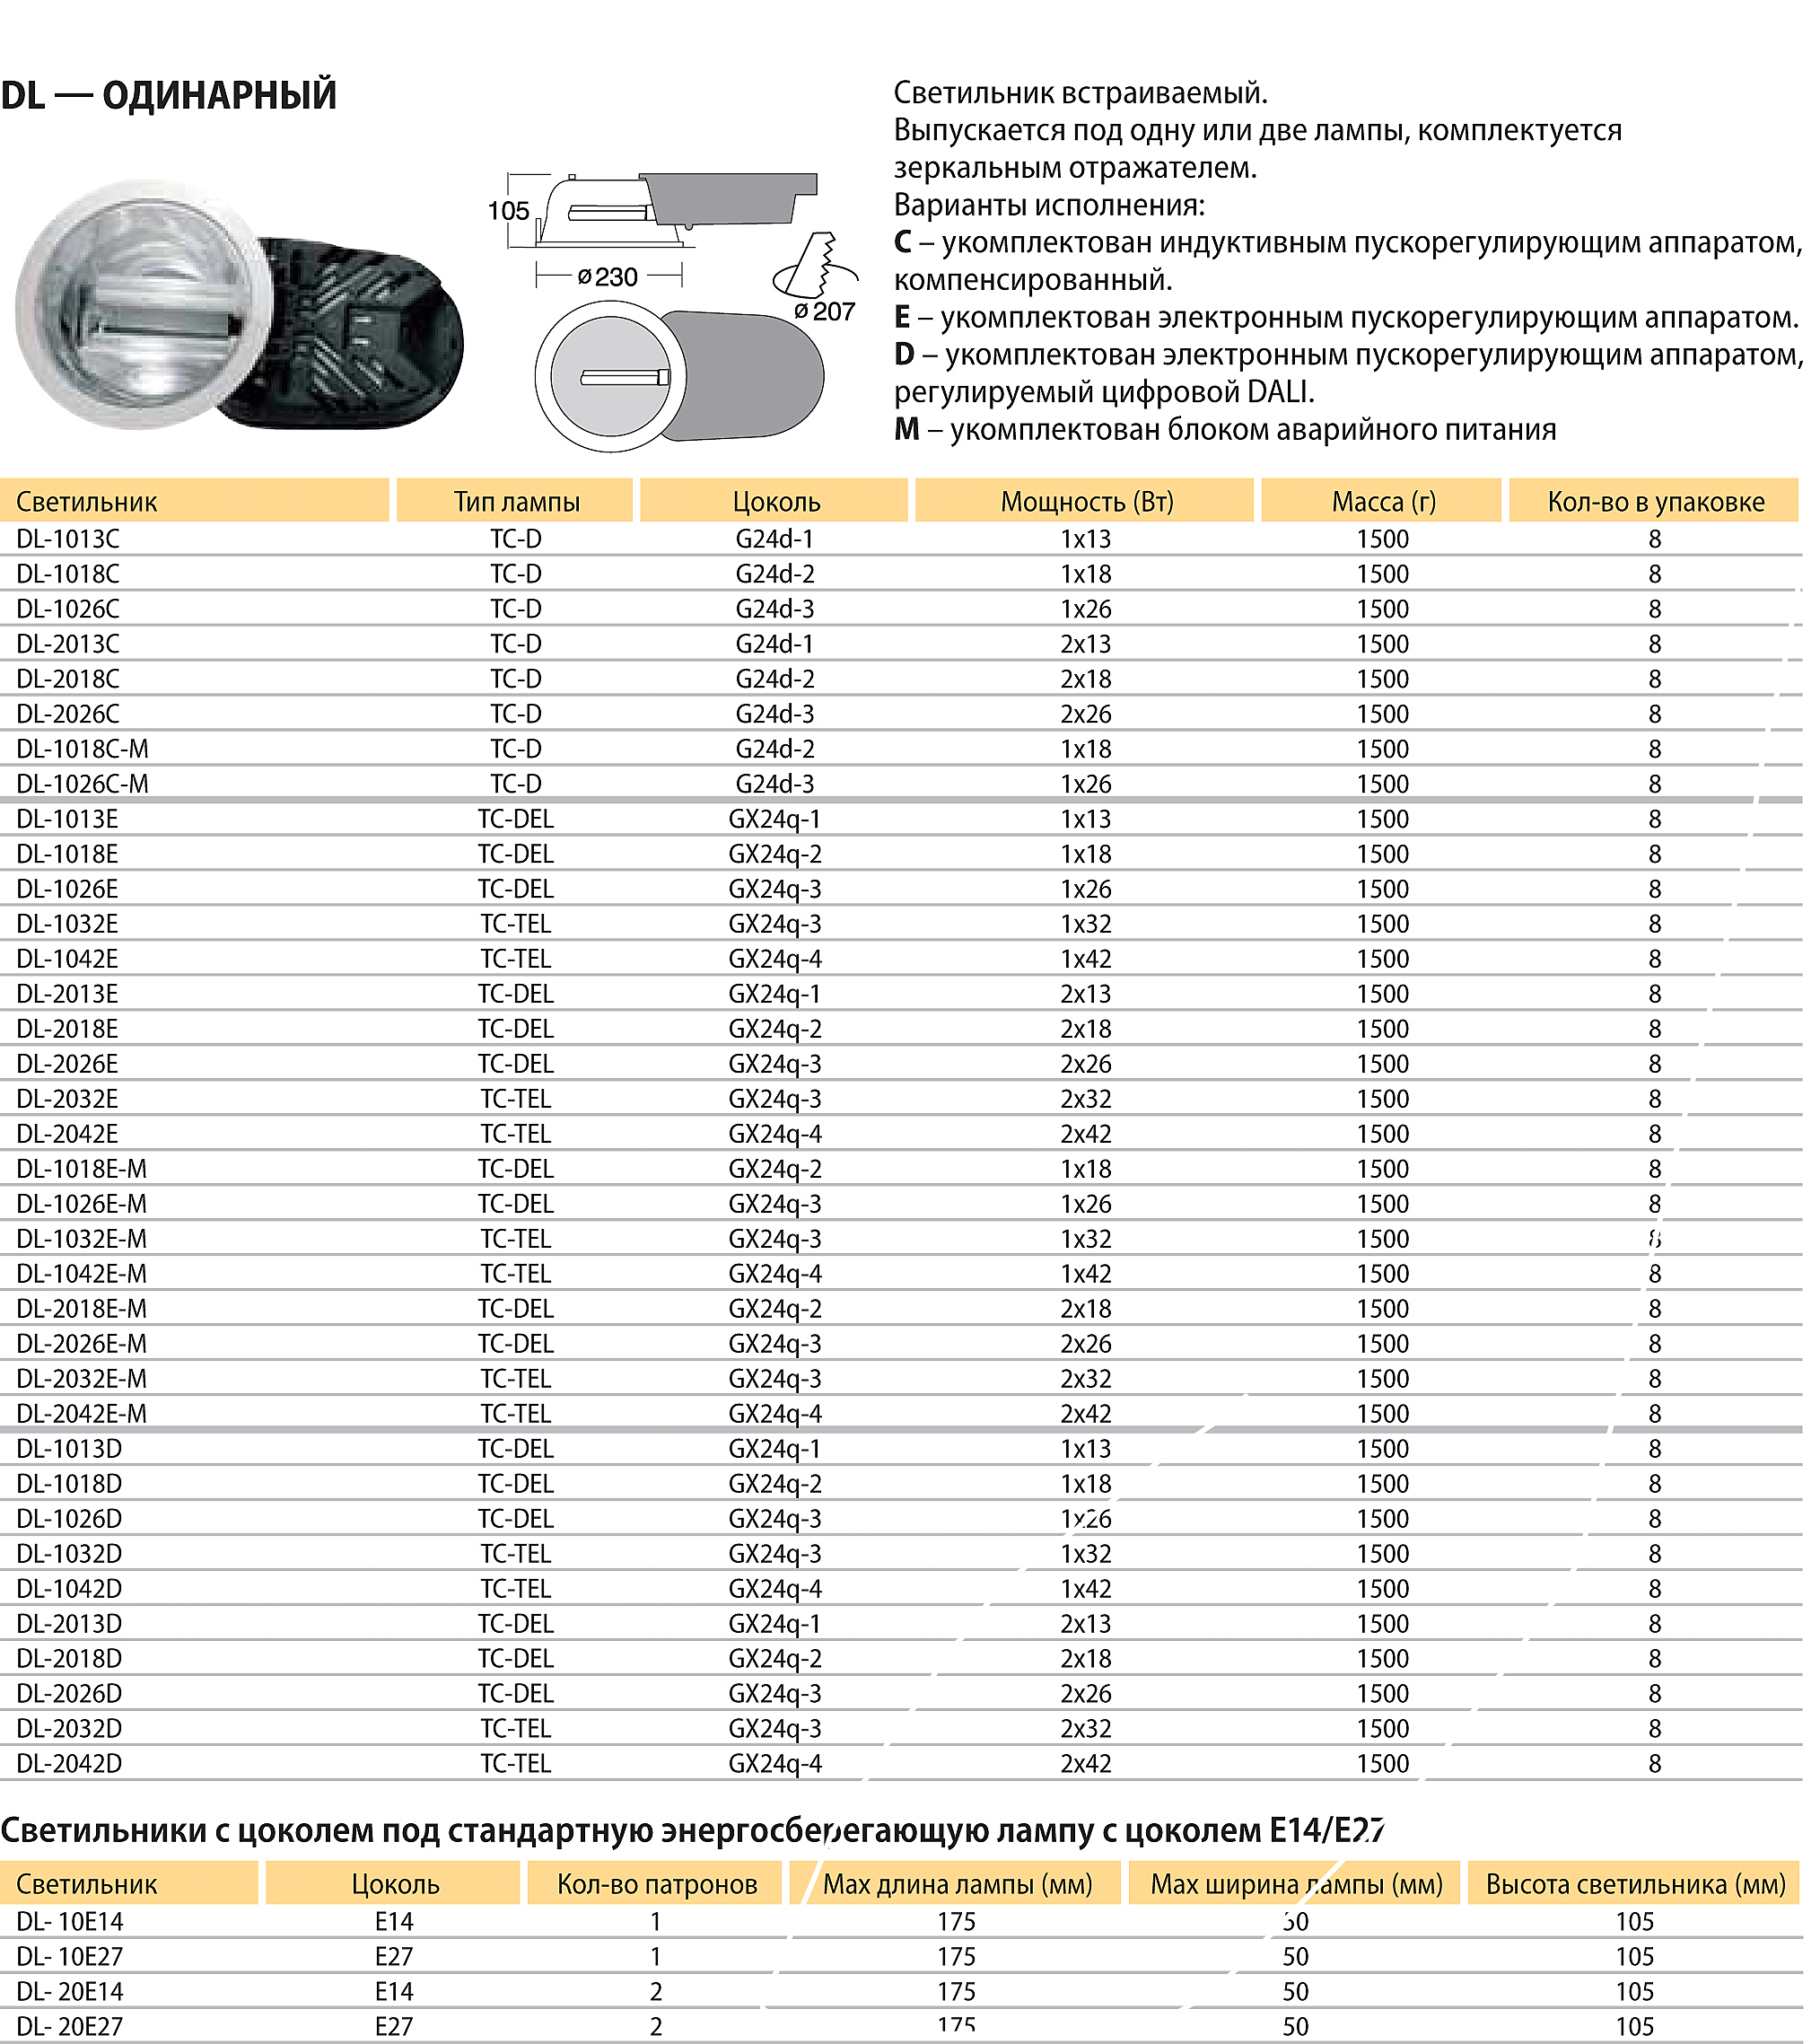 DL — ОДИНАРНЫЙ
105
ø 230
ø 207
Светильник встраиваемый.
Выпускается под одну или две лампы, комплектуется
зеркальным отражателем.
Варианты исполнения:
C – укомплектован индуктивным пускорегулирующим аппаратом,
компенсированный.
E – укомплектован электронным пускорегулирующим аппаратом.
D – укомплектован электронным пускорегулирующим аппаратом,
регулируемый цифровой DALI.
M – укомплектован блоком аварийного питания
Светильник Тип лампы Цоколь Мощность (Вт) Масса (г) Кол-во в упаковке
DL-1013C TC-D G24d-1 1x13 1500 8
DL-1018C TC-D G24d-2 1x18 1500 8
DL-1026C TC-D G24d-3 1x26 1500 8
DL-2013C TC-D G24d-1 2x13 1500 8
DL-2018C TC-D G24d-2 2x18 1500 8
DL-2026C TC-D G24d-3 2x26 1500 8
DL-1018C-M TC-D G24d-2 1x18 1500 8
DL-1026C-M TC-D G24d-3 1x26 1500 8
DL-1013E TC-DEL GX24q-1 1x13 1500 8
DL-1018E TC-DEL GX24q-2 1x18 1500 8
DL-1026E TC-DEL GX24q-3 1x26 1500 8
DL-1032E TC-TEL GX24q-3 1x32 1500 8
DL-1042E TC-TEL GX24q-4 1x42 1500 8
DL-2013E TC-DEL GX24q-1 2x13 1500 8
DL-2018E TC-DEL GX24q-2 2x18 1500 8
DL-2026E TC-DEL GX24q-3 2x26 1500 8
DL-2032E TC-TEL GX24q-3 2x32 1500 8
DL-2042E TC-TEL GX24q-4 2x42 1500 8
DL-1018E-M TC-DEL GX24q-2 1x18 1500 8
DL-1026E-M TC-DEL GX24q-3 1x26 1500 8
DL-1032E-M TC-TEL GX24q-3 1x32 1500 8
DL-1042E-M TC-TEL GX24q-4 1x42 1500 8
DL-2018E-M TC-DEL GX24q-2 2x18 1500 8
DL-2026E-M TC-DEL GX24q-3 2x26 1500 8
DL-2032E-M TC-TEL GX24q-3 2x32 1500 8
DL-2042E-M TC-TEL GX24q-4 2x42 1500 8
DL-1013D TC-DEL GX24q-1 1x13 1500 8
DL-1018D TC-DEL GX24q-2 1x18 1500 8
DL-1026D TC-DEL GX24q-3 1x26 1500 8
DL-1032D TC-TEL GX24q-3 1x32 1500 8
DL-1042D TC-TEL GX24q-4 1x42 1500 8
DL-2013D TC-DEL GX24q-1 2x13 1500 8
DL-2018D TC-DEL GX24q-2 2x18 1500 8
DL-2026D TC-DEL GX24q-3 2x26 1500 8
DL-2032D TC-TEL GX24q-3 2x32 1500 8
DL-2042D TC-TEL GX24q-4 2x42 1500 8
Светильники с цоколем под стандартную энергосберегающую лампу с цоколем E14/E27
Светильник Цоколь Кол-во патронов Max длина лампы (мм) Max ширина лампы (мм) Высота светильника (мм)
DL- 10E14 E14 1 175 50 105
DL- 10E27 E27 1 175 50 105
DL- 20E14 E14 2 175 50 105
DL- 20E27 E27 2 175 50 105